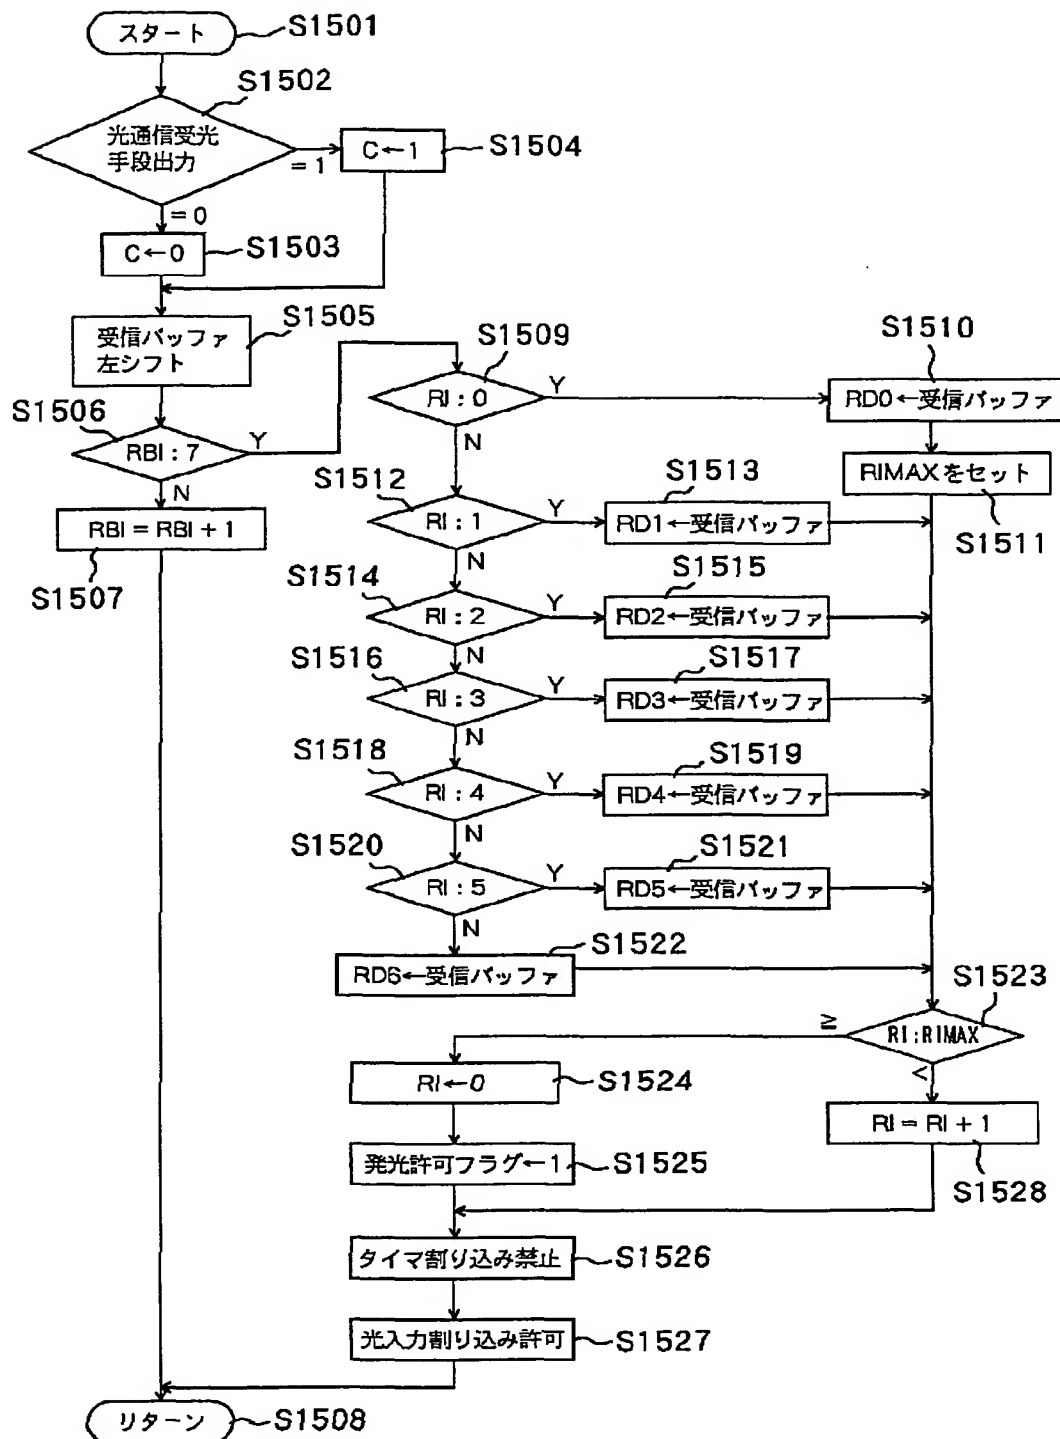 スタート
S1501
S1502
光通信受光
手段出力
=1
C←1
S1504
=0
C←0
S1503
受信バッファ
左シフト
S1505
S1506
RBI:7
Y
N
RBI=RBI+1
S1507
S1509
RI:0
Y
N
S1510
RD0←受信バッファ
RIMAXをセット
S1511
S1512
RI:1
Y
N
S1513
RD1←受信バッファ
S1514
RI:2
Y
N
S1515
RD2←受信バッファ
S1516
RI:3
Y
N
S1517
RD3←受信バッファ
S1518
RI:4
Y
N
S1519
RD4←受信バッファ
S1520
RI:5
Y
N
S1521
RD5←受信バッファ
S1522
RD6←受信バッファ
S1523
RI:RIMAX
≧
<
RI←0
S1524
RI=RI+1
S1528
発光許可フラグ←1
S1525
タイマ割り込み禁止
S1526
光入力割り込み許可
S1527
リターン
S1508